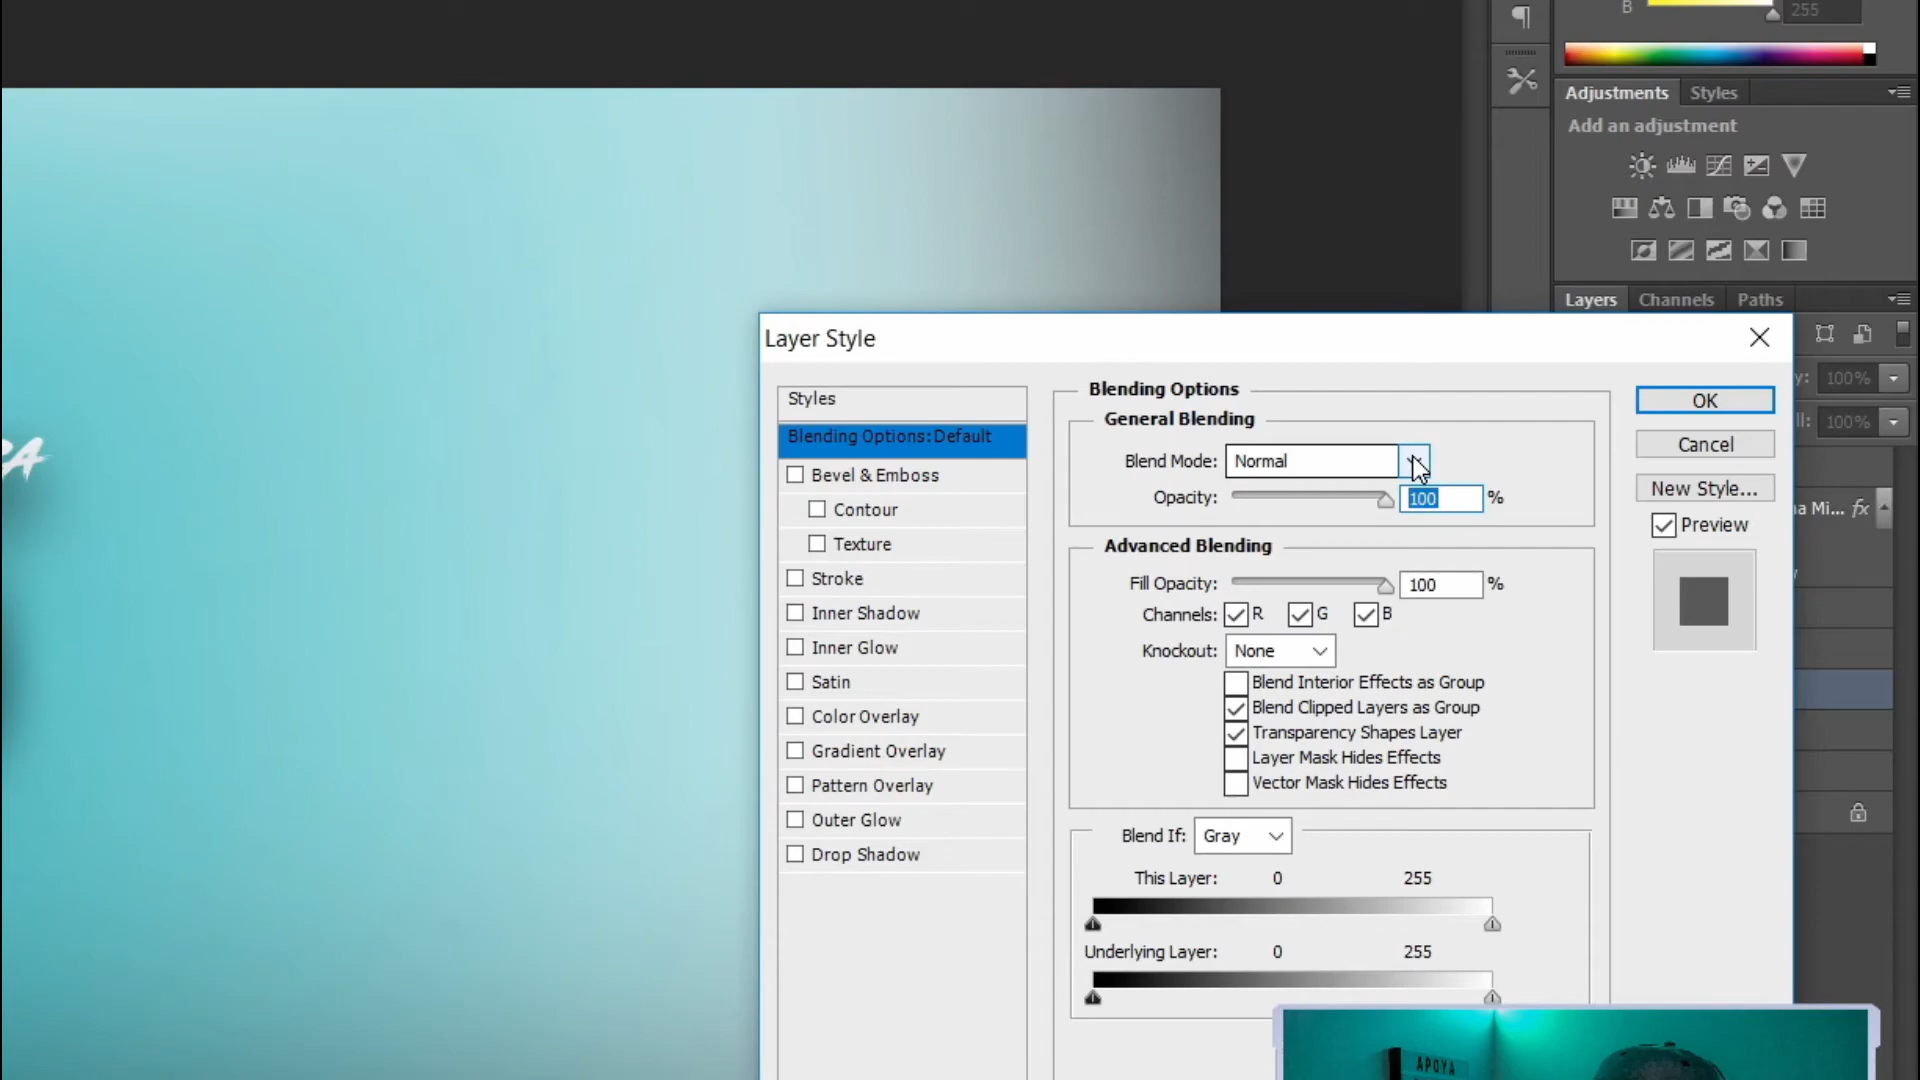 B 255
Adjustments Styles
Add an adjustment
Layers Channels Paths
Layer Style
y: 100%
Styles
Blending Options
OK
General Blending
Blending Options:Default
Cancel
Blend Mode: Normal
ll: 100%
Bevel & Emboss
Opacity: 100 %
New Style...
Contour
na Mi... fx
Preview
Texture
Advanced Blending
Stroke
Fill Opacity: 100 %
Inner Shadow
Channels: R G B
Inner Glow
Knockout: None
Satin
Blend Interior Effects as Group
Color Overlay
Blend Clipped Layers as Group
Transparency Shapes Layer
Gradient Overlay
Layer Mask Hides Effects
Pattern Overlay
Vector Mask Hides Effects
Outer Glow
Blend If: Gray
Drop Shadow
This Layer: 0 255
Underlying Layer: 0 255
APOYA